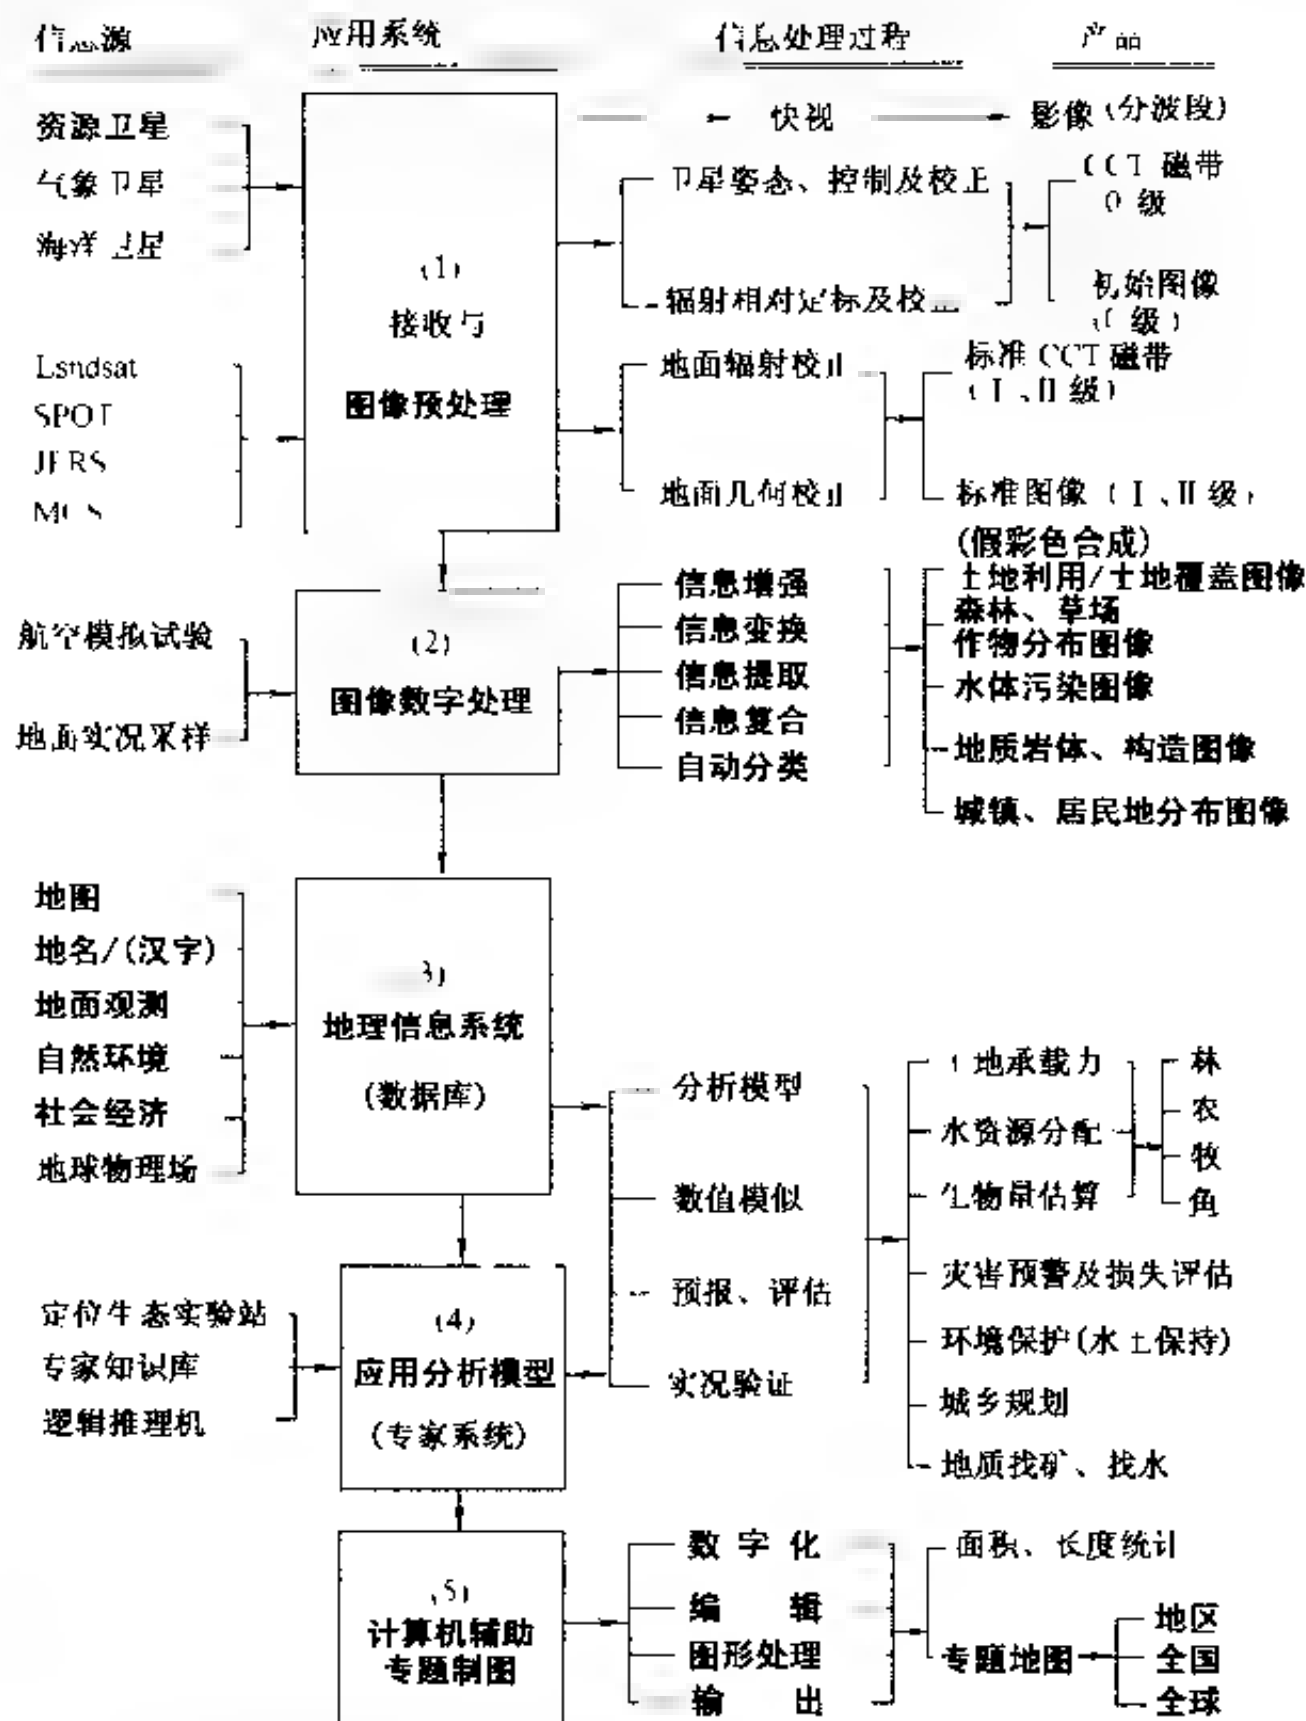 信息源 应用系统 信息处理过程 产品
资源卫星
气象卫星
海洋卫星
Lsndsat
SPOT
JERS
(1)
接收与
图像预处理
快视
影像(分波段)
卫星姿态、控制及校正
辐射相对定标及校正
CCT 磁带
0 级
初始图像
地面辐射校正
地面几何校正
标准 CCT 磁带
(Ⅰ、Ⅱ级)
标准图像(Ⅰ、Ⅱ级)
(假彩色合成)
航空模拟试验
地面实况采样
(2)
图像数字处理
信息增强
信息变换
信息提取
信息复合
自动分类
土地利用/土地覆盖图像
森林、草场
作物分布图像
水体污染图像
地质岩体、构造图像
城镇、居民地分布图像
地图
地名/(汉字)
地面观测
自然环境
社会经济
地球物理场
(3)
地理信息系统
(数据库)
定位生态实验站
专家知识库
逻辑推理机
(4)
应用分析模型
(专家系统)
分析模型
数值模似
预报、评估
实况验证
土地承载力
水资源分配
生物量估算
林
农
牧
鱼
灾害预警及损失评估
环境保护(水土保持)
城乡规划
地质找矿、找水
(5)
计算机辅助
专题制图
数字化
编辑
图形处理
输出
面积、长度统计
专题地图
地区
全国
全球